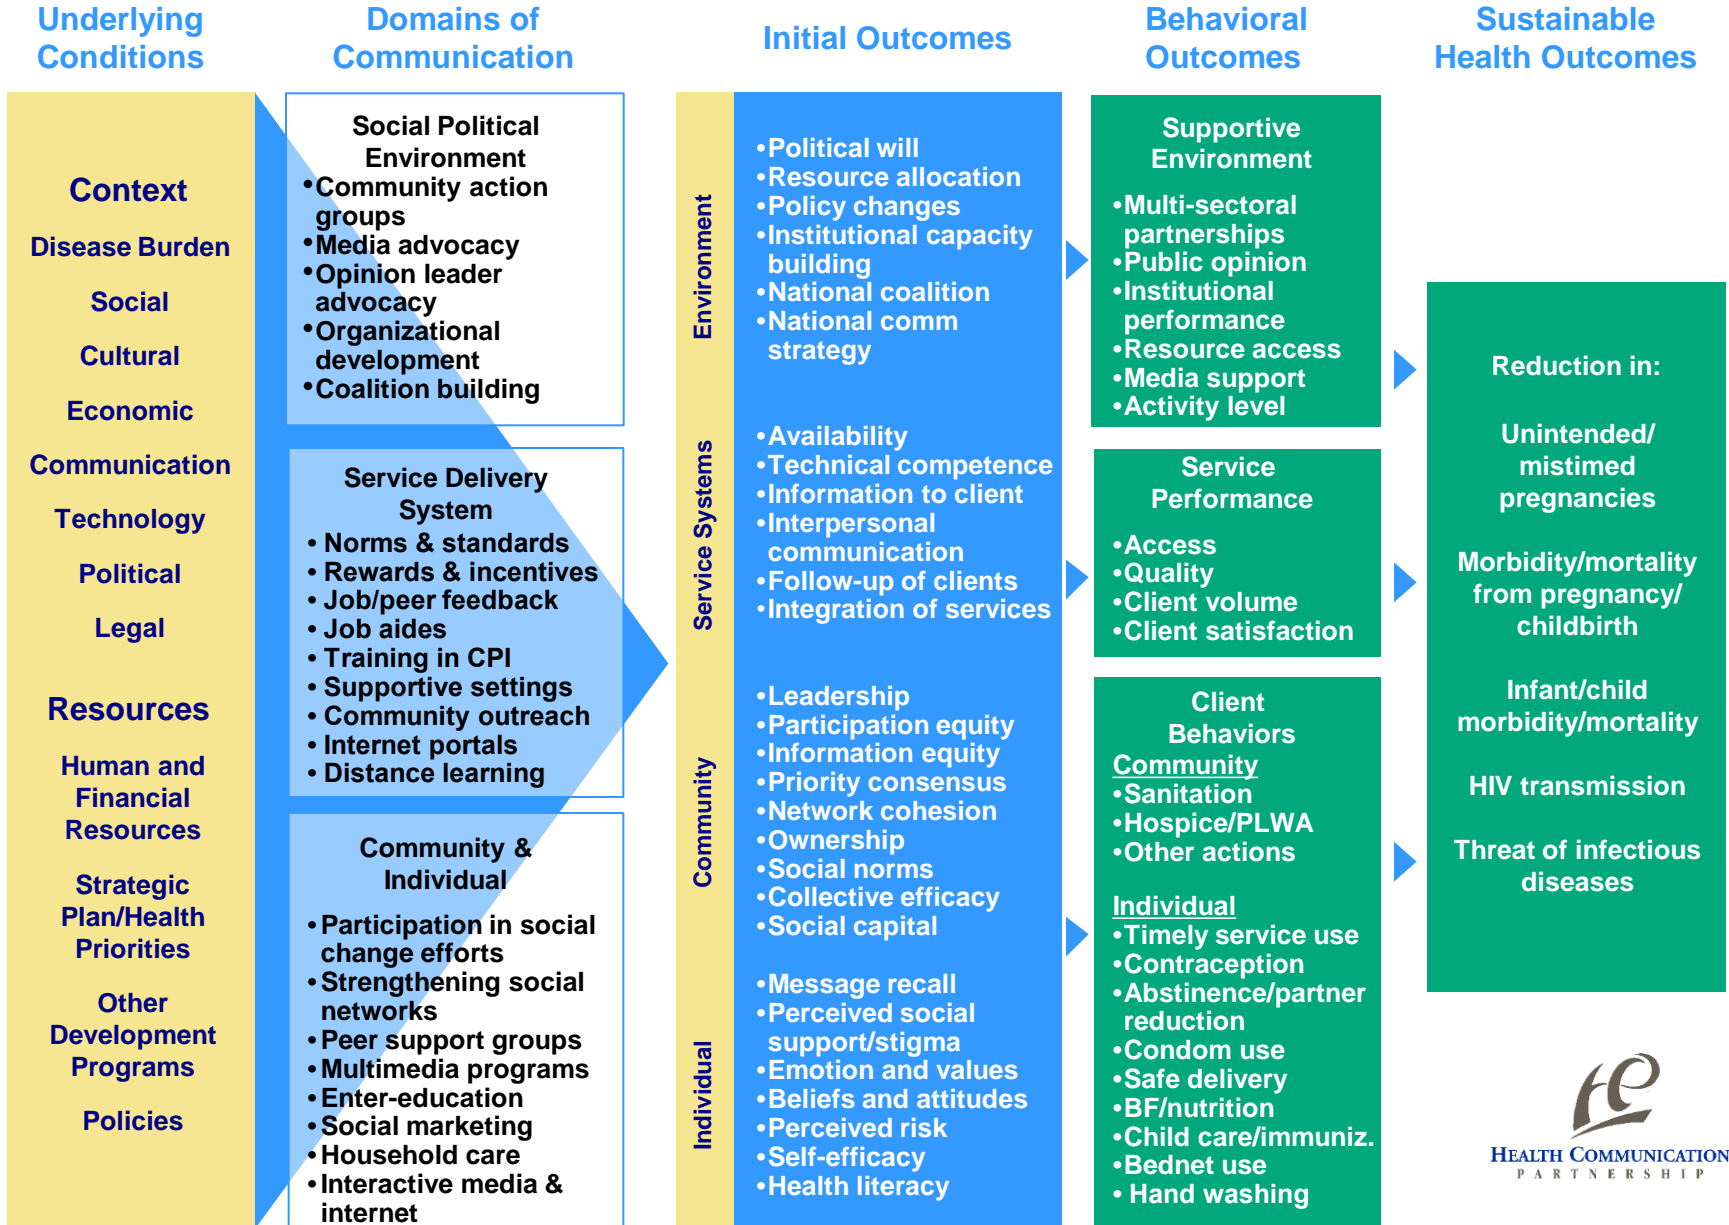 Underlying
Conditions
Domains of
Communication
Initial Outcomes
Behavioral
Outcomes
Sustainable
Health Outcomes
Context
Disease Burden
Social
Cultural
Economic
Communication
Technology
Political
Legal
Resources
Human and
Financial
Resources
Strategic
Plan/Health
Priorities
Other
Development
Programs
Policies
Social Political
Environment
•Community action
groups
•Media advocacy
•Opinion leader
advocacy
•Organizational
development
•Coalition building
Service Delivery
System
• Norms & standards
• Rewards & incentives
• Job/peer feedback
• Job aides
• Training in CPI
• Supportive settings
• Community outreach
• Internet portals
• Distance learning
Community &
Individual
•Participation in social
change efforts
•Strengthening social
networks
•Peer support groups
•Multimedia programs
•Enter-education
•Social marketing
•Household care
•Interactive media &
internet
Environment
•Political will
•Resource allocation
•Policy changes
•Institutional capacity
building
•National coalition
•National comm
strategy
Service Systems
•Availability
•Technical competence
•Information to client
•Interpersonal
communication
•Follow-up of clients
•Integration of services
Community
•Leadership
•Participation equity
•Information equity
•Priority consensus
•Network cohesion
•Ownership
•Social norms
•Collective efficacy
•Social capital
Individual
•Message recall
•Perceived social
support/stigma
•Emotion and values
•Beliefs and attitudes
•Perceived risk
•Self-efficacy
•Health literacy
Supportive
Environment
•Multi-sectoral
partnerships
•Public opinion
•Institutional
performance
•Resource access
•Media support
•Activity level
Service
Performance
•Access
•Quality
•Client volume
•Client satisfaction
Client
Behaviors
Community
•Sanitation
•Hospice/PLWA
•Other actions
Individual
•Timely service use
•Contraception
•Abstinence/partner
reduction
•Condom use
•Safe delivery
•BF/nutrition
•Child care/immuniz.
•Bednet use
• Hand washing
Reduction in:
Unintended/
mistimed
pregnancies
Morbidity/mortality
from pregnancy/
childbirth
Infant/child
morbidity/mortality
HIV transmission
Threat of infectious
diseases
HEALTH COMMUNICATION
PARTNERSHIP